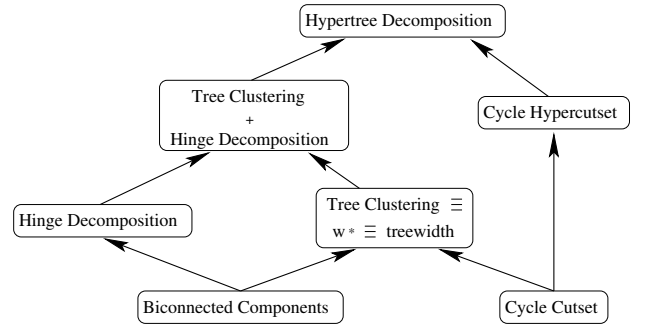 Hypertree Decomposition
Tree Clustering
+
Hinge Decomposition
Cycle Hypercutset
Hinge Decomposition
Tree Clustering ≡
w* ≡ treewidth
Biconnected Components
Cycle Cutset